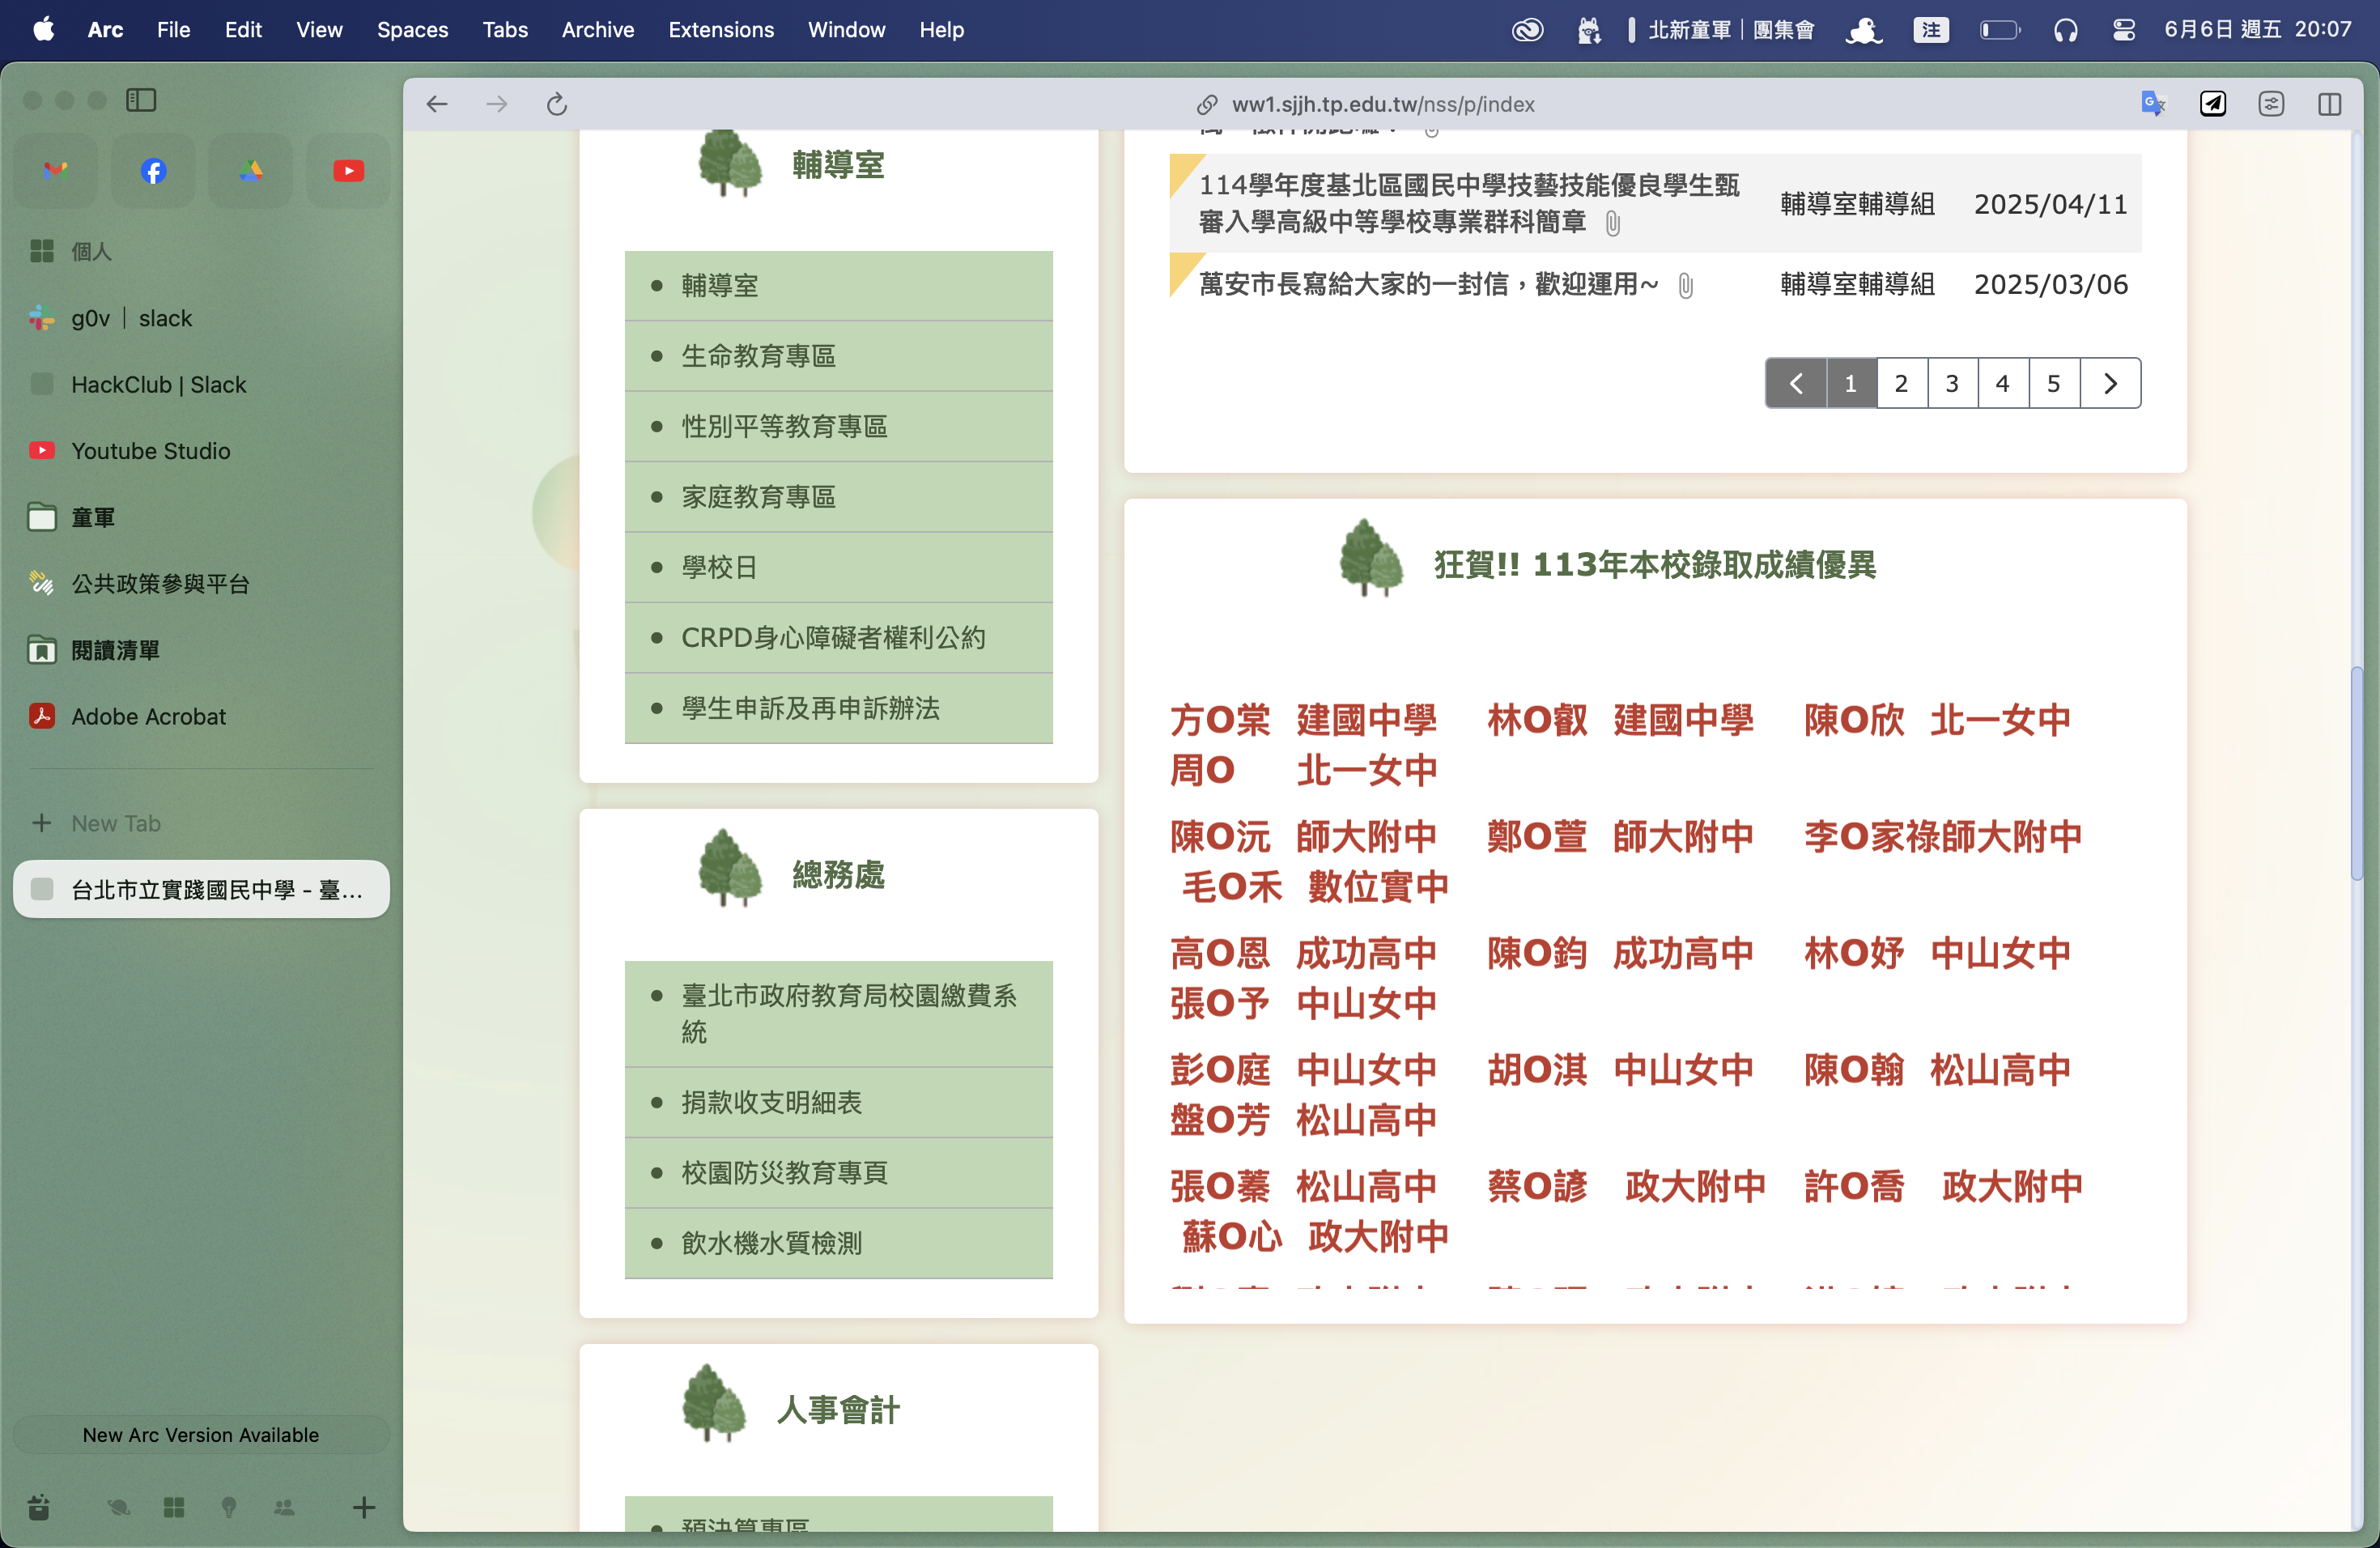 Arc File Edit View Spaces Tabs Archive Extensions Window Help
北新童軍｜團集會 注 6月6日 週五 20:07
ww1.sjjh.tp.edu.tw/nss/p/index
個人
g0v ｜ slack
HackClub | Slack
Youtube Studio
童軍
公共政策參與平台
閱讀清單
Adobe Acrobat
New Tab
台北市立實踐國民中學 - 臺...
New Arc Version Available
輔導室
輔導室
生命教育專區
性別平等教育專區
家庭教育專區
學校日
CRPD身心障礙者權利公約
學生申訴及再申訴辦法
總務處
臺北市政府教育局校園繳費系
統
捐款收支明細表
校園防災教育專頁
飲水機水質檢測
人事會計
預決算專區
114學年度基北區國民中學技藝技能優良學生甄
審入學高級中等學校專業群科簡章 輔導室輔導組 2025/04/11
萬安市長寫給大家的一封信，歡迎運用~ 輔導室輔導組 2025/03/06
1 2 3 4 5
狂賀!! 113年本校錄取成績優異
方O棠 建國中學 林O叡 建國中學 陳O欣 北一女中
周O 北一女中
陳O沅 師大附中 鄭O萱 師大附中 李O家祿師大附中
毛O禾 數位實中
高O恩 成功高中 陳O鈞 成功高中 林O妤 中山女中
張O予 中山女中
彭O庭 中山女中 胡O淇 中山女中 陳O翰 松山高中
盤O芳 松山高中
張O蓁 松山高中 蔡O諺 政大附中 許O喬 政大附中
蘇O心 政大附中